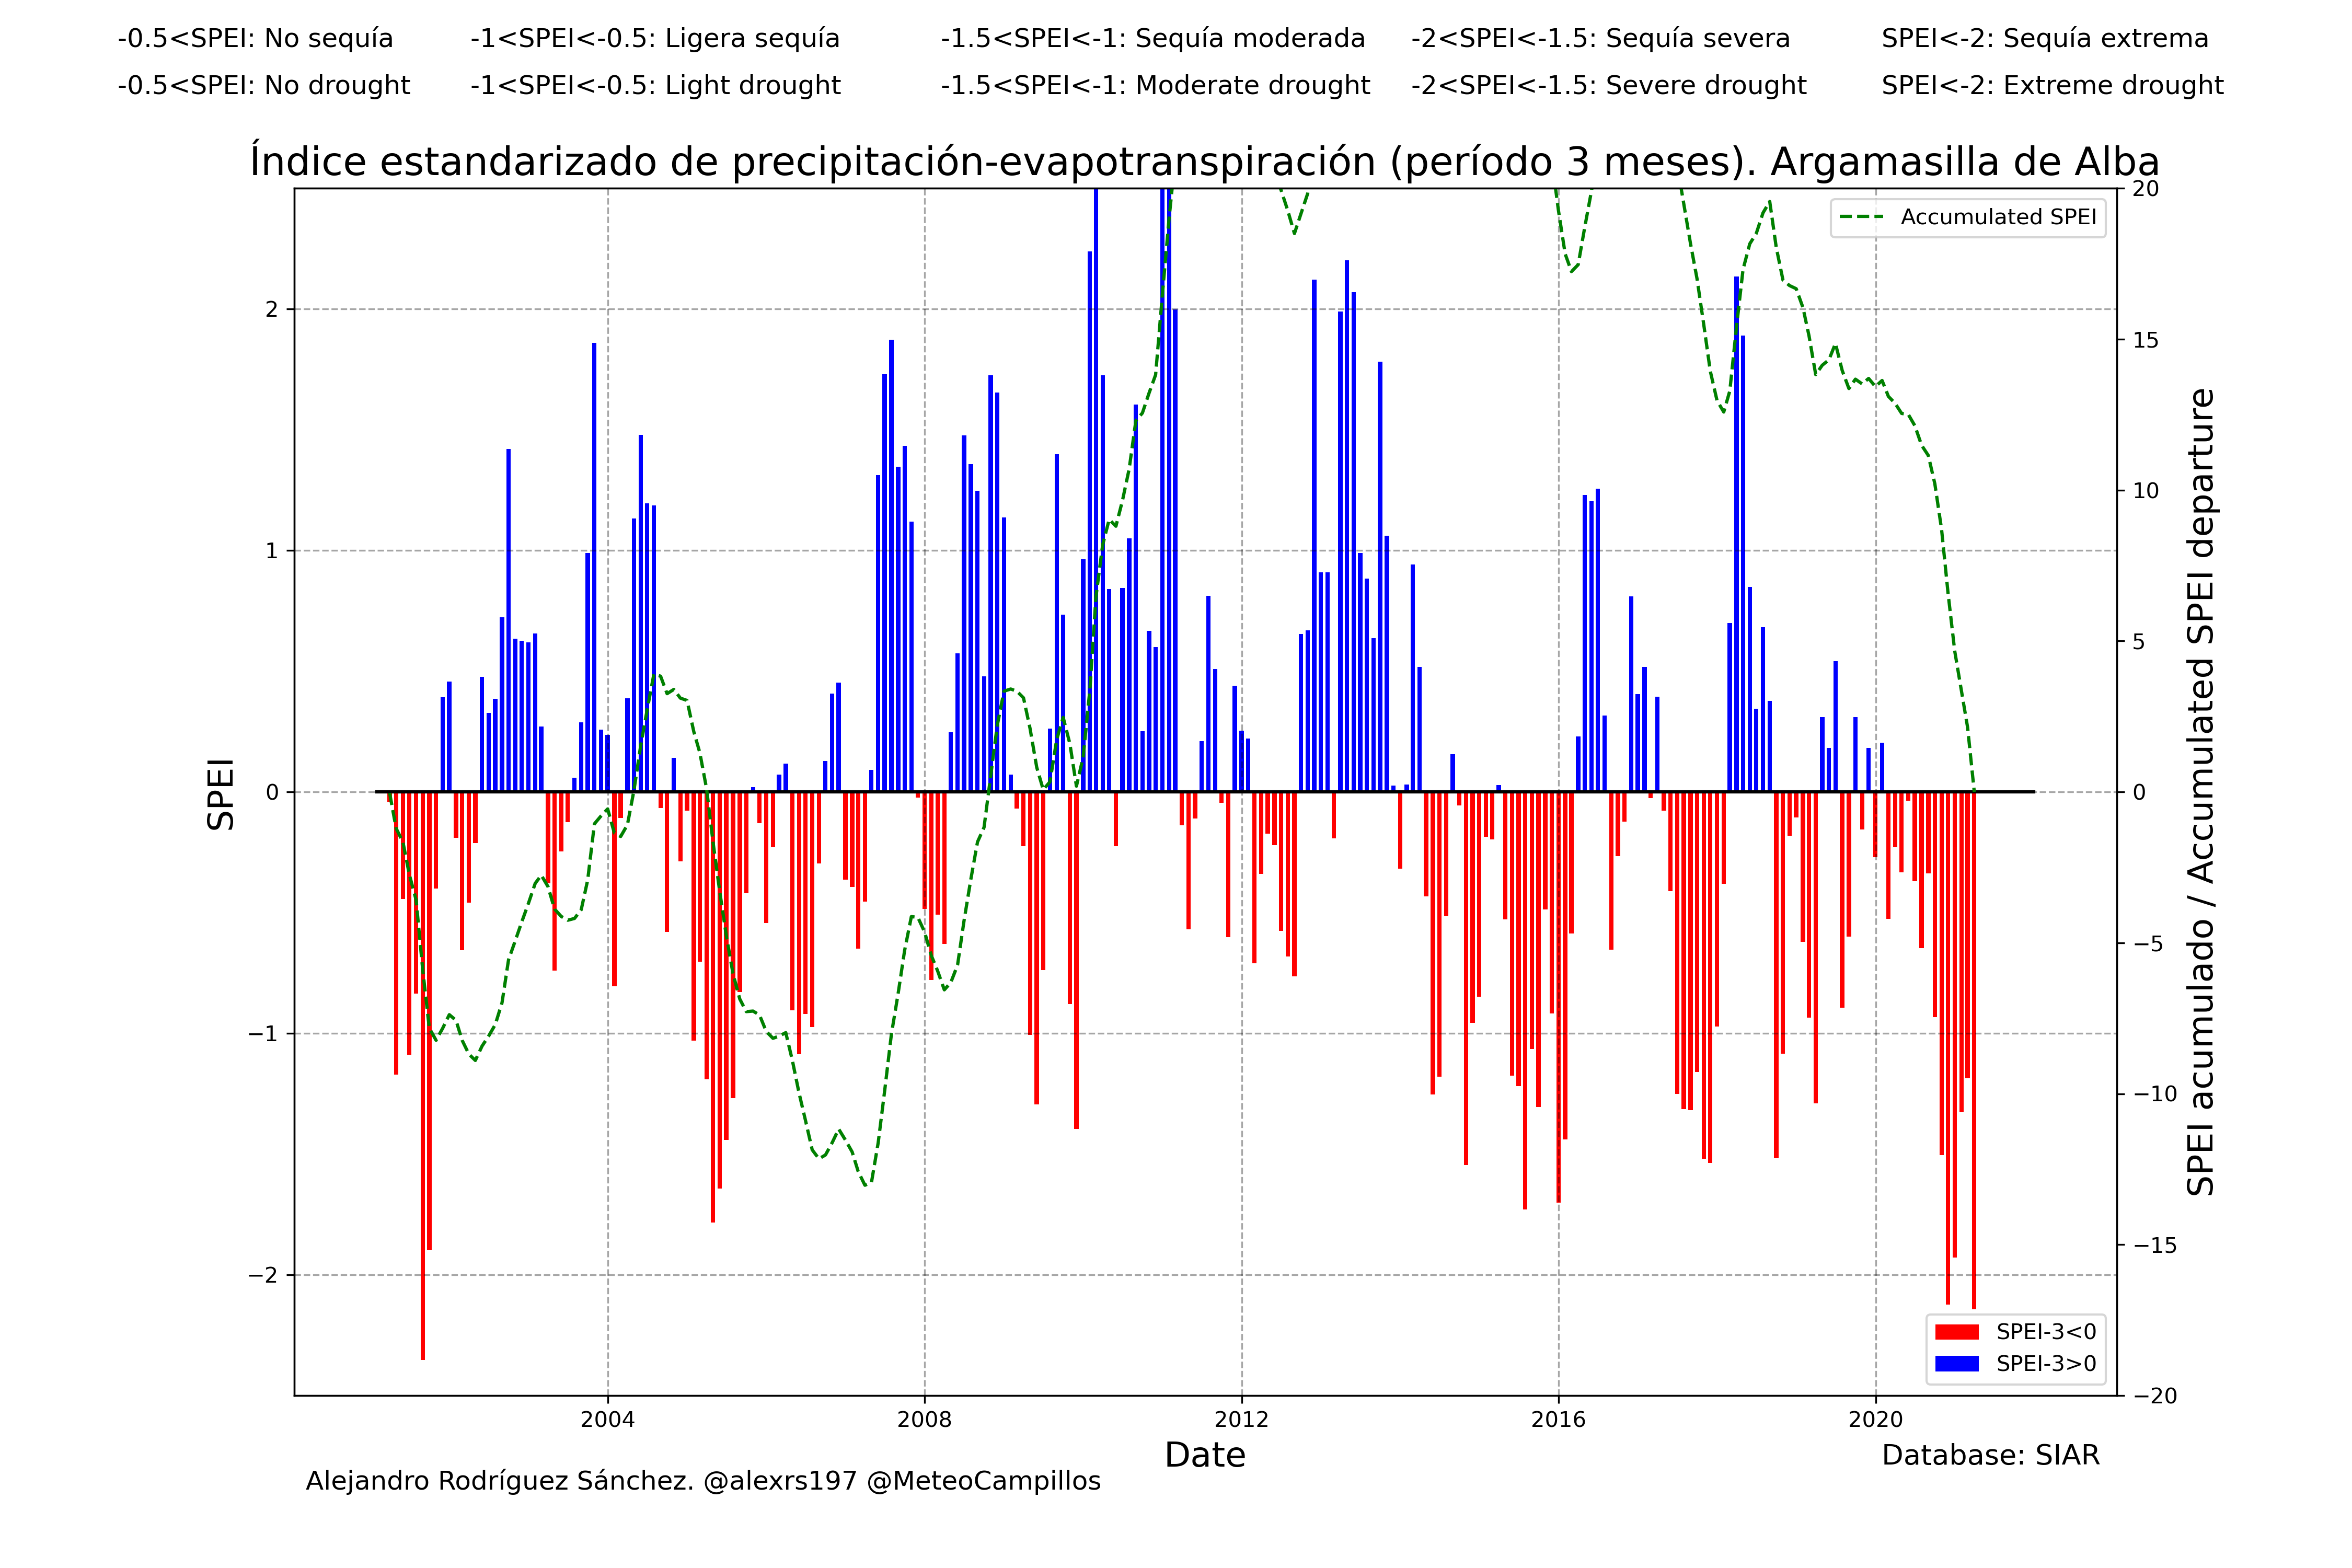 -0.5<SPEI: No sequía -1<SPEI<-0.5: Ligera sequía -1.5<SPEI<-1: Sequía moderada -2<SPEI<-1.5: Sequía severa SPEI<-2: Sequía extrema
-0.5<SPEI: No drought -1<SPEI<-0.5: Light drought -1.5<SPEI<-1: Moderate drought -2<SPEI<-1.5: Severe drought SPEI<-2: Extreme drought
Índice estandarizado de precipitación-evapotranspiración (período 3 meses). Argamasilla de Alba
Accumulated SPEI
SPEI
2
1
0
−1
−2
20
15
10
5
0
−5
−10
−15
−20
SPEI acumulado / Accumulated SPEI departure
SPEI-3<0
SPEI-3>0
2004 2008 2012 2016 2020
Date
Database: SIAR
Alejandro Rodríguez Sánchez. @alexrs197 @MeteoCampillos